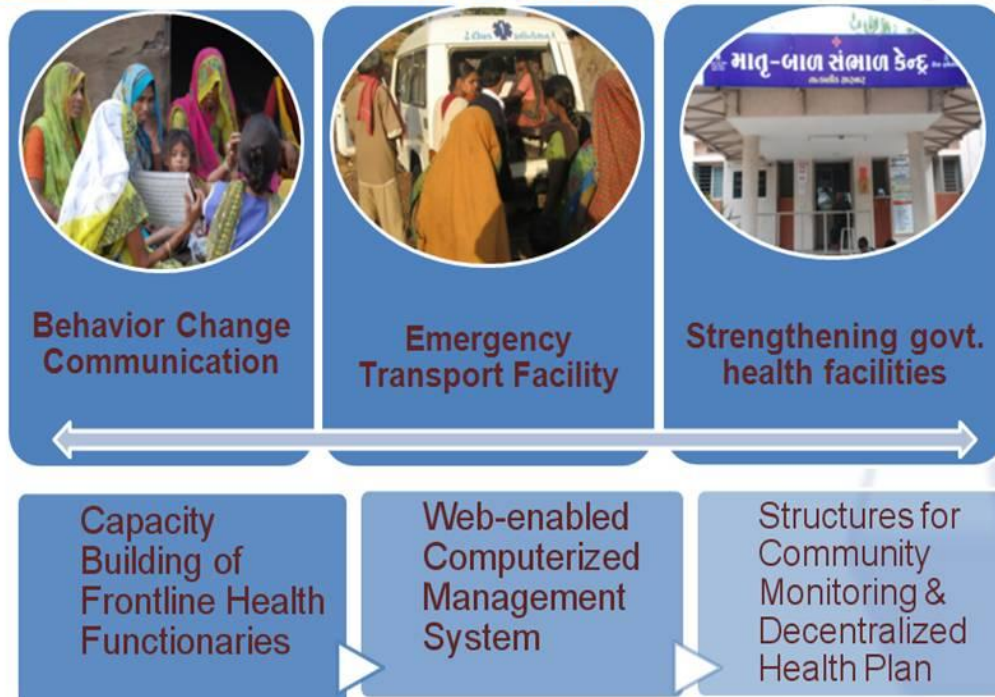 માતૃ-બાળ સંભાળ કેન્દ્ર
Behavior Change
Communication
Emergency
Transport Facility
Strengthening govt.
health facilities
Capacity
Building of
Frontline Health
Functionaries
Web-enabled
Computerized
Management
System
Structures for
Community
Monitoring &
Decentralized
Health Plan